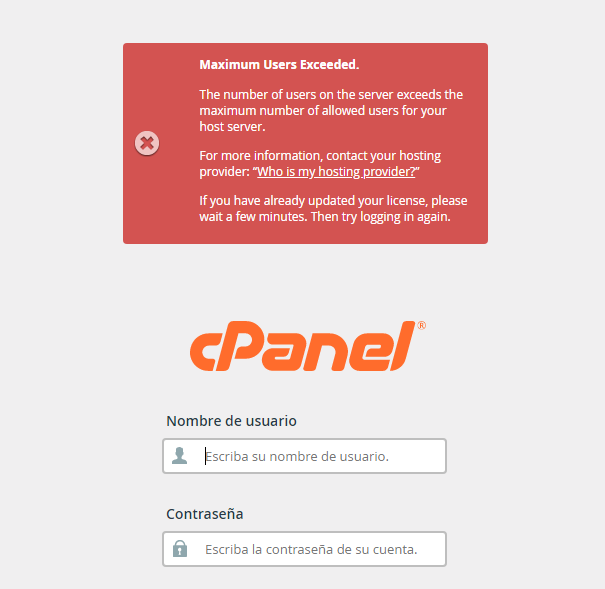 Maximum Users Exceeded.
The number of users on the server exceeds the
maximum number of allowed users for your
host server.
For more information, contact your hosting
provider: “Who is my hosting provider?”
If you have already updated your license, please
wait a few minutes. Then try logging in again.
cPanel®
Nombre de usuario
Escriba su nombre de usuario.
Contraseña
Escriba la contraseña de su cuenta.